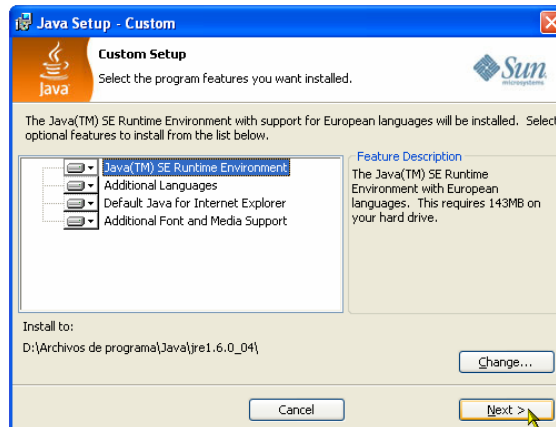 Java Setup - Custom
Java
Custom Setup
Select the program features you want installed.
Sun
microsystems
The Java(TM) SE Runtime Environment with support for European languages will be installed. Select
optional features to install from the list below.
Java(TM) SE Runtime Environment
Additional Languages
Default Java for Internet Explorer
Additional Font and Media Support
Feature Description
The Java(TM) SE Runtime
Environment with European
languages. This requires 143MB on
your hard drive.
Install to:
D:\Archivos de programa\Java\jre1.6.0_04\
Change...
Cancel
Next >